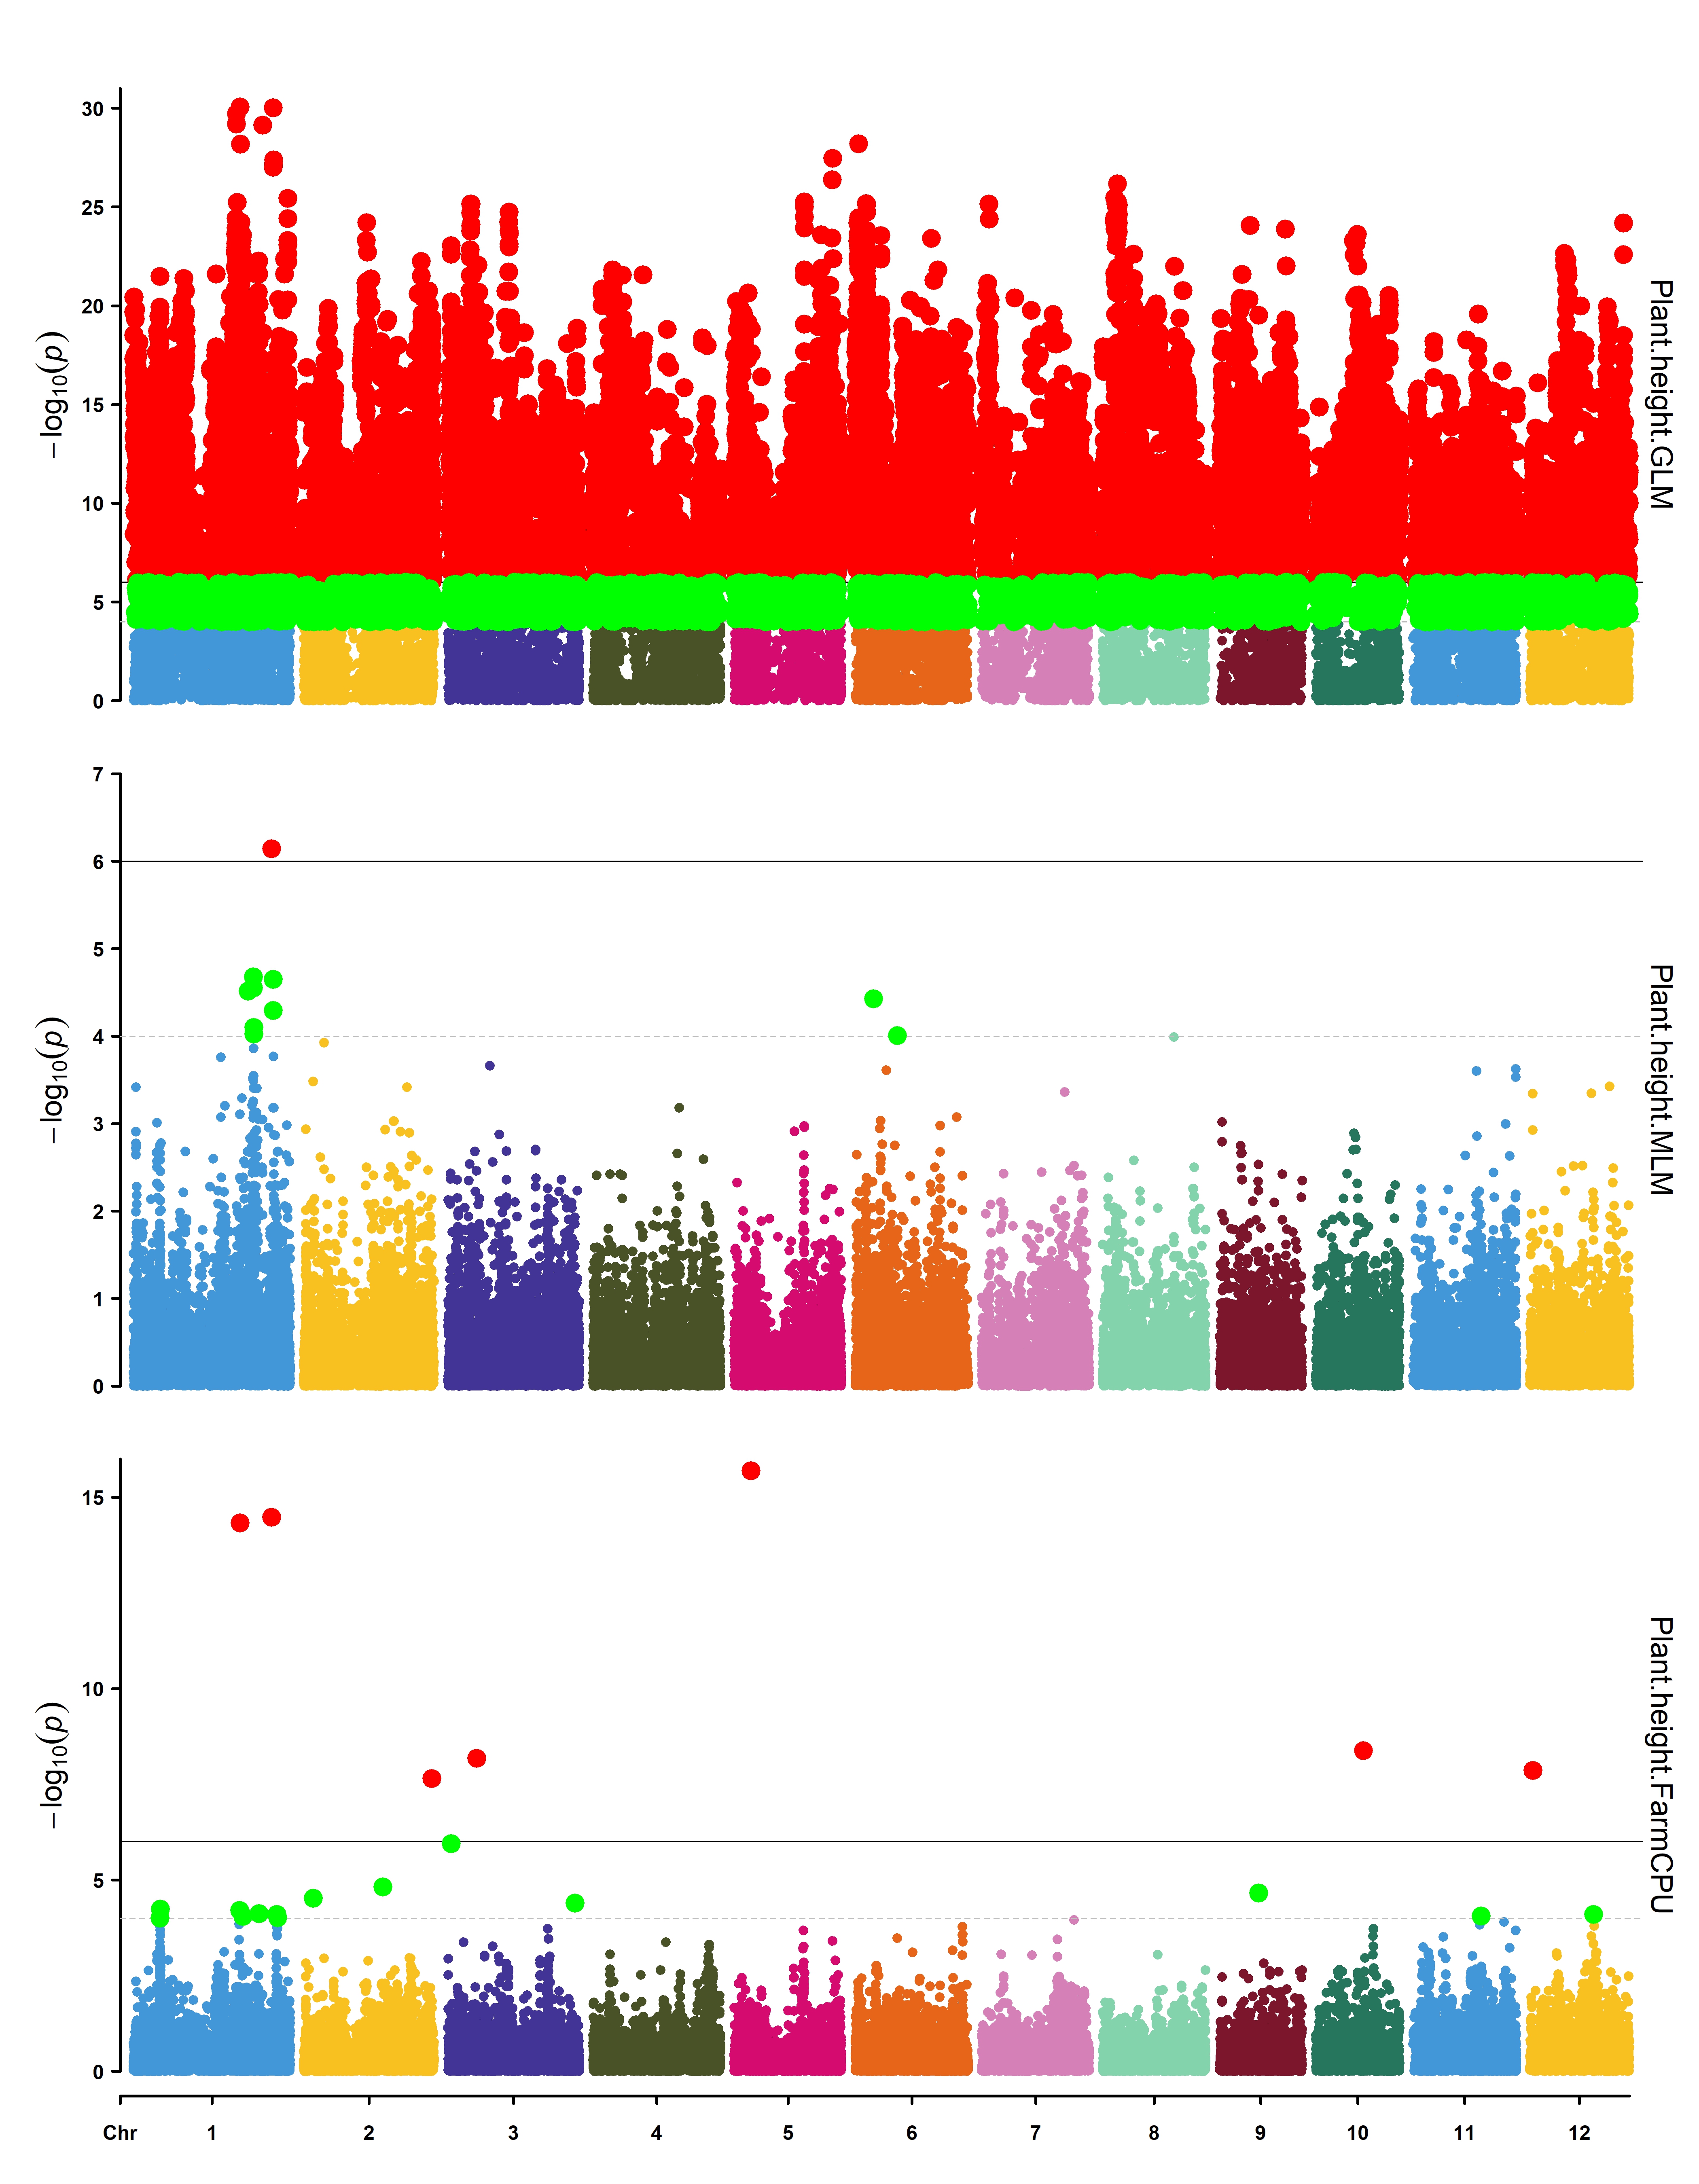 30
25
20
15
10
5
0
−log₁₀(p)
Plant.height.GLM
7
6
5
4
3
2
1
0
−log₁₀(p)
Plant.height.MLM
15
10
5
0
−log₁₀(p)
Plant.height.FarmCPU
Chr 1 2 3 4 5 6 7 8 9 10 11 12